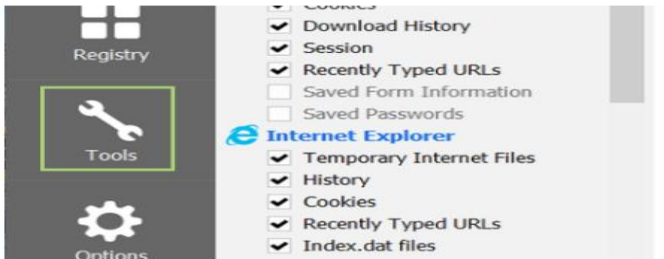 Registry
Tools
Options
Cookies
Download History
Session
Recently Typed URLs
Saved Form Information
Saved Passwords
Internet Explorer
Temporary Internet Files
History
Cookies
Recently Typed URLs
Index.dat files